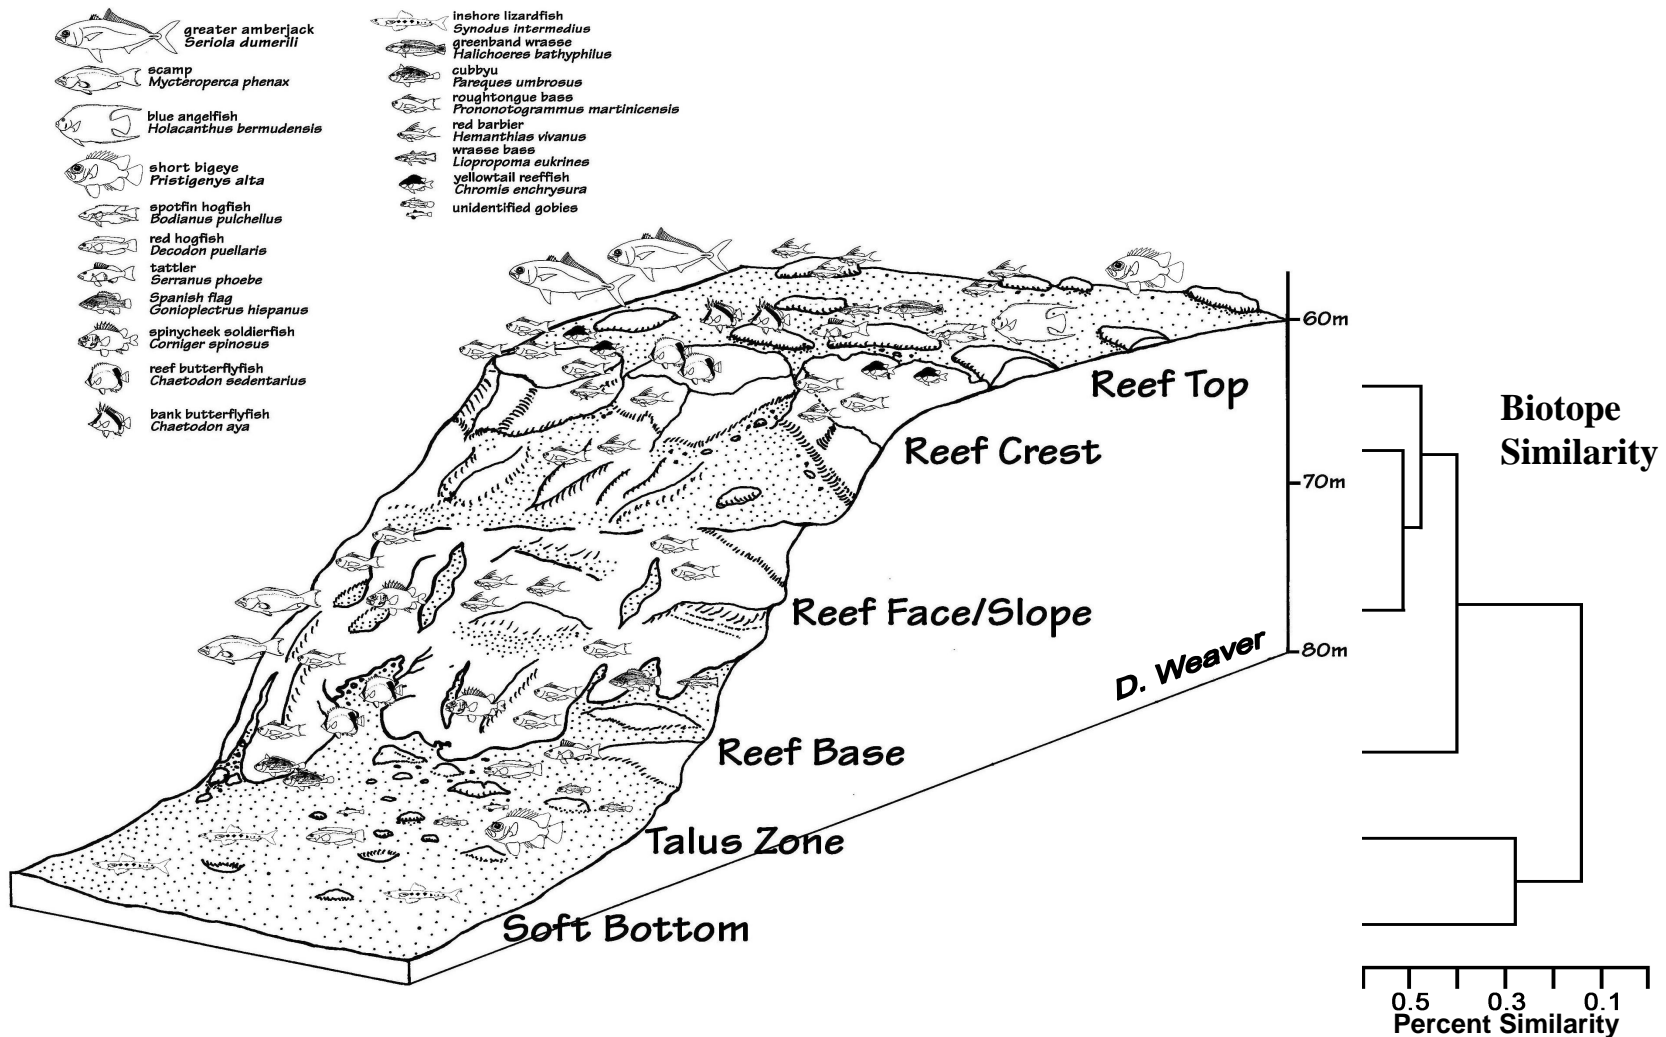 greater amberjack
Seriola dumerili
scamp
Mycteroperca phenax
blue angelfish
Holacanthus bermudensis
short bigeye
Pristigenys alta
spotfin hogfish
Bodianus pulchellus
red hogfish
Decodon puellaris
tattler
Serranus phoebe
Spanish flag
Gonioplectrus hispanus
spinycheek soldierfish
Corniger spinosus
reef butterflyfish
Chaetodon sedentarius
bank butterflyfish
Chaetodon aya
inshore lizardfish
Synodus intermedius
greenband wrasse
Halichoeres bathyphilus
cubbyu
Pareques umbrosus
roughtongue bass
Prononotogrammus martinicensis
red barbier
Hemanthias vivanus
wrasse bass
Liopropoma eukrines
yellowtail reeffish
Chromis enchrysura
unidentified gobies
60m
Reef Top
Reef Crest
70m
Reef Face/Slope
80m
D. Weaver
Reef Base
Talus Zone
Soft Bottom
Biotope
Similarity
0.5 0.3 0.1
Percent Similarity